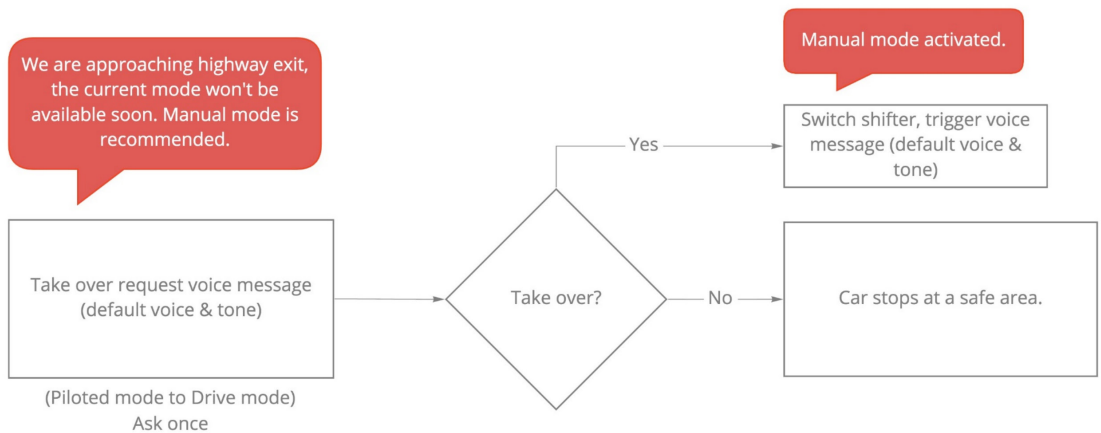 We are approaching highway exit,
the current mode won't be
available soon. Manual mode is
recommended.
Take over request voice message
(default voice & tone)
(Piloted mode to Drive mode)
Ask once
Take over?
Yes
No
Manual mode activated.
Switch shifter, trigger voice
message (default voice &
tone)
Car stops at a safe area.